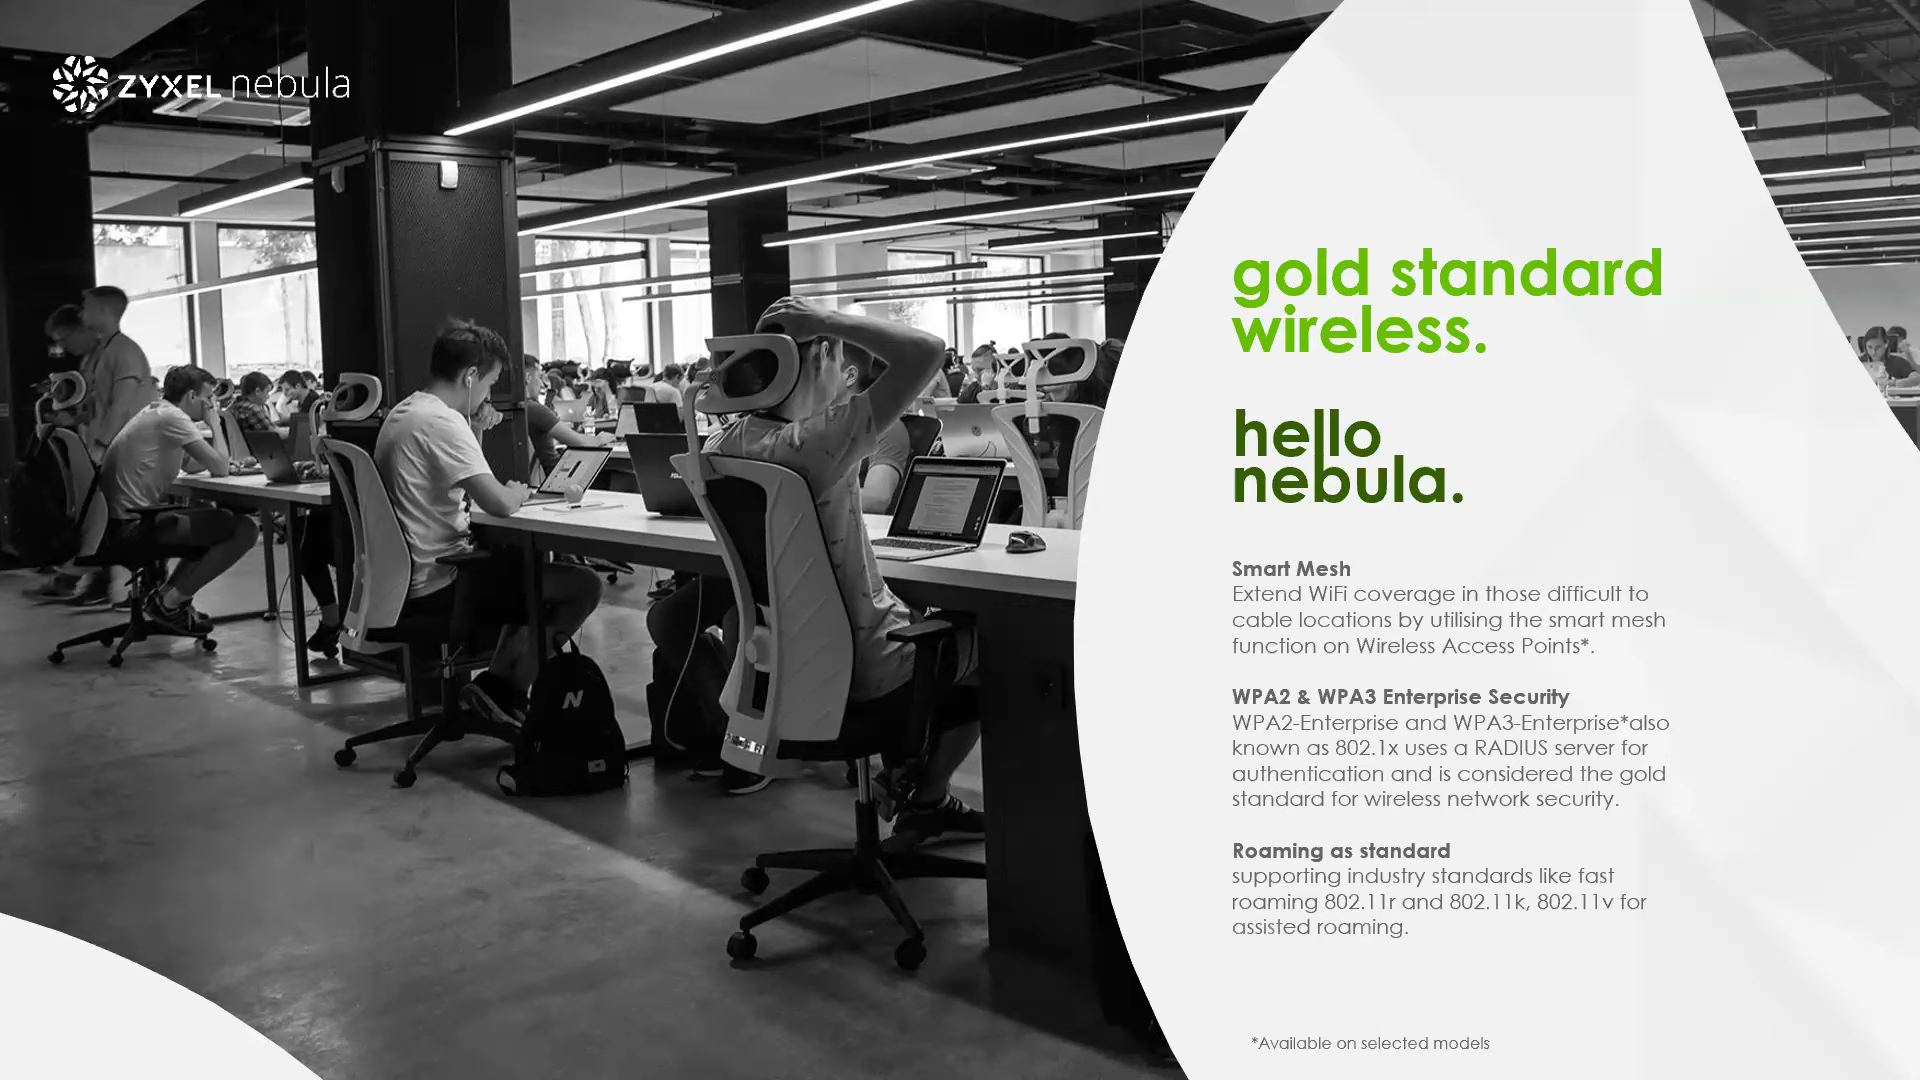 ZYXEL nebula
gold standard
wireless.
hello
nebula.
Smart Mesh
Extend WiFi coverage in those difficult to
cable locations by utilising the smart mesh
function on Wireless Access Points*.
WPA2 & WPA3 Enterprise Security
WPA2-Enterprise and WPA3-Enterprise*also
known as 802.1x uses a RADIUS server for
authentication and is considered the gold
standard for wireless network security.
Roaming as standard
supporting industry standards like fast
roaming 802.11r and 802.11k, 802.11v for
assisted roaming.
*Available on selected models